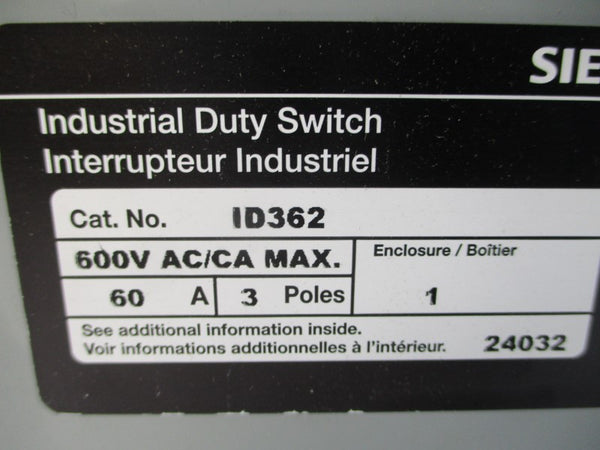 SIE
Industrial Duty Switch
Interrupteur Industriel
Cat. No. ID362
600V AC/CA MAX.
Enclosure / Boîtier
60 A 3 Poles 1
See additional information inside.
Voir informations additionnelles à l'intérieur. 24032